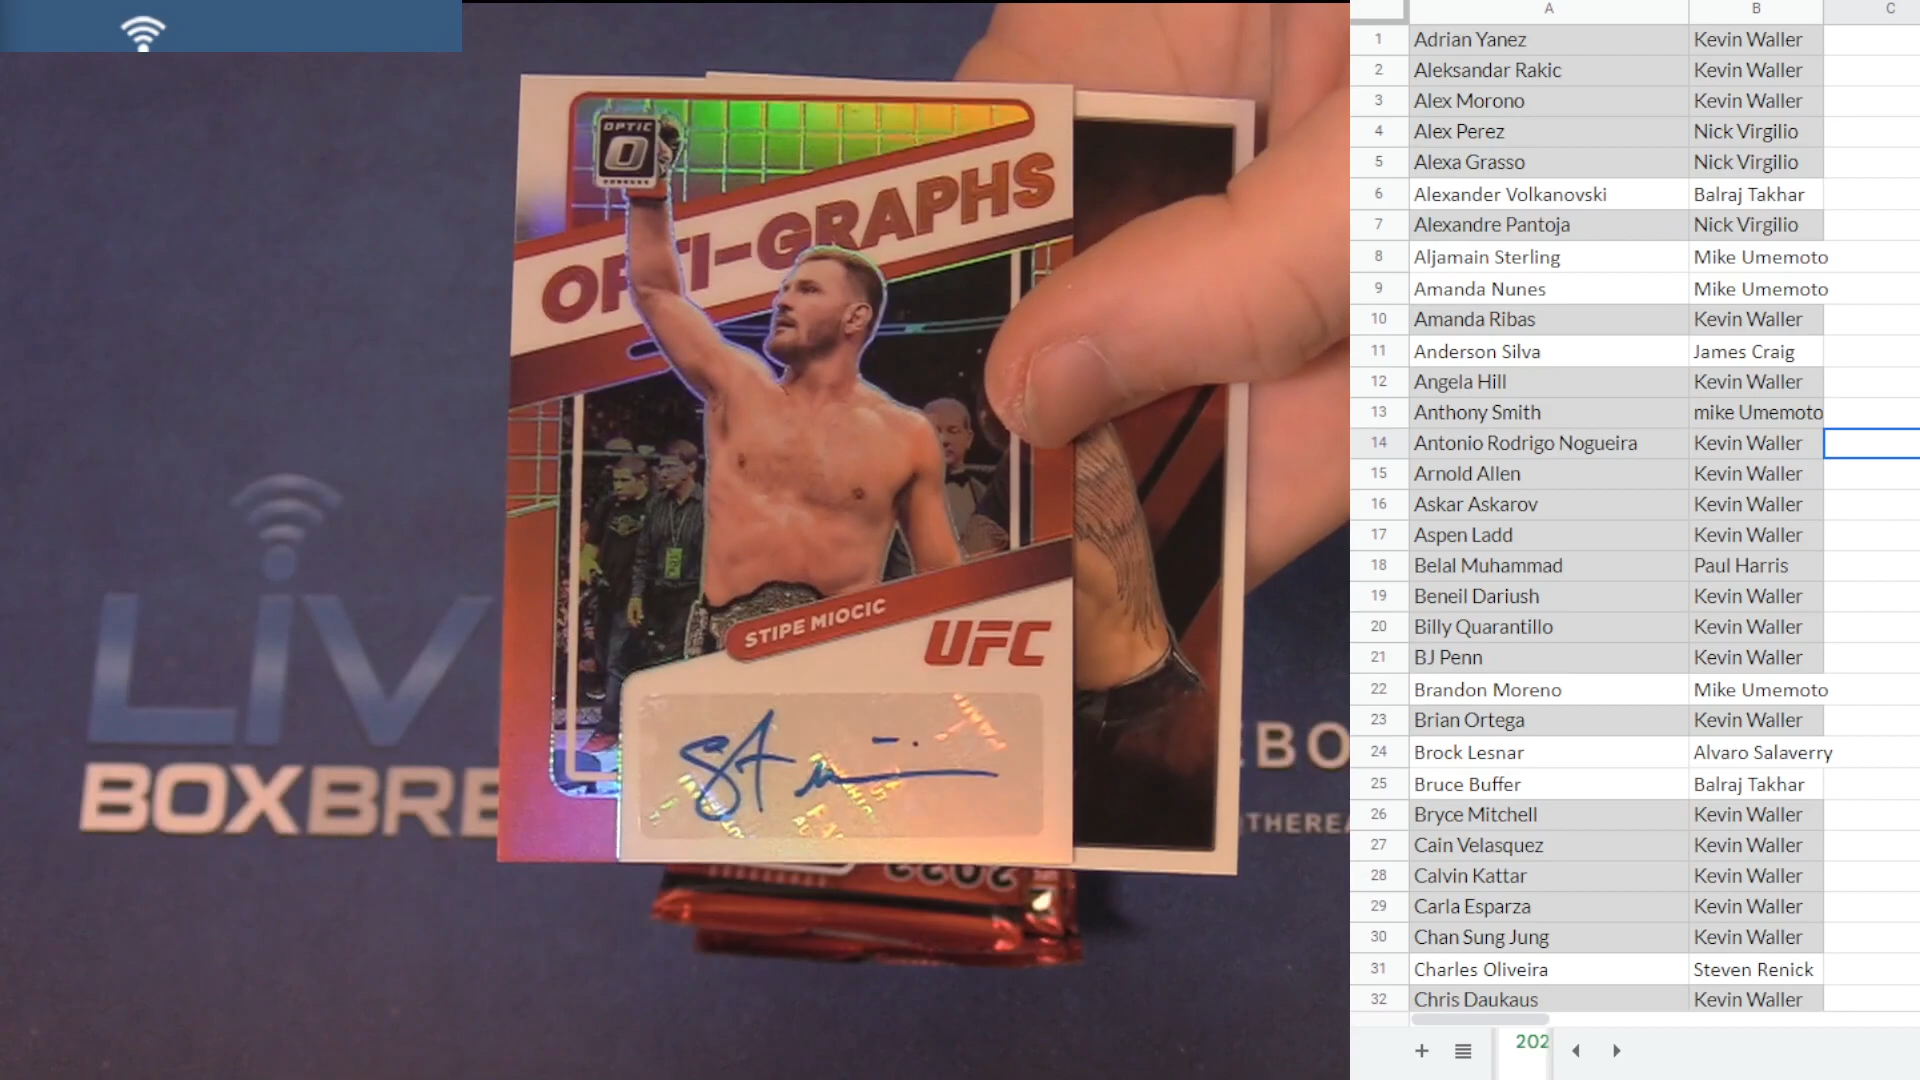 OPTIC
O
DONRUSS
OPTI-GRAPHS
STIPE MIOCIC
UFC
LIV
BOXBRE
EBO
THERE
2022
A B C
1 Adrian Yanez Kevin Waller
2 Aleksandar Rakic Kevin Waller
3 Alex Morono Kevin Waller
4 Alex Perez Nick Virgilio
5 Alexa Grasso Nick Virgilio
6 Alexander Volkanovski Balraj Takhar
7 Alexandre Pantoja Nick Virgilio
8 Aljamain Sterling Mike Umemoto
9 Amanda Nunes Mike Umemoto
10 Amanda Ribas Kevin Waller
11 Anderson Silva James Craig
12 Angela Hill Kevin Waller
13 Anthony Smith mike Umemoto
14 Antonio Rodrigo Nogueira Kevin Waller
15 Arnold Allen Kevin Waller
16 Askar Askarov Kevin Waller
17 Aspen Ladd Kevin Waller
18 Belal Muhammad Paul Harris
19 Beneil Dariush Kevin Waller
20 Billy Quarantillo Kevin Waller
21 BJ Penn Kevin Waller
22 Brandon Moreno Mike Umemoto
23 Brian Ortega Kevin Waller
24 Brock Lesnar Alvaro Salaverry
25 Bruce Buffer Balraj Takhar
26 Bryce Mitchell Kevin Waller
27 Cain Velasquez Kevin Waller
28 Calvin Kattar Kevin Waller
29 Carla Esparza Kevin Waller
30 Chan Sung Jung Kevin Waller
31 Charles Oliveira Steven Renick
32 Chris Daukaus Kevin Waller
202